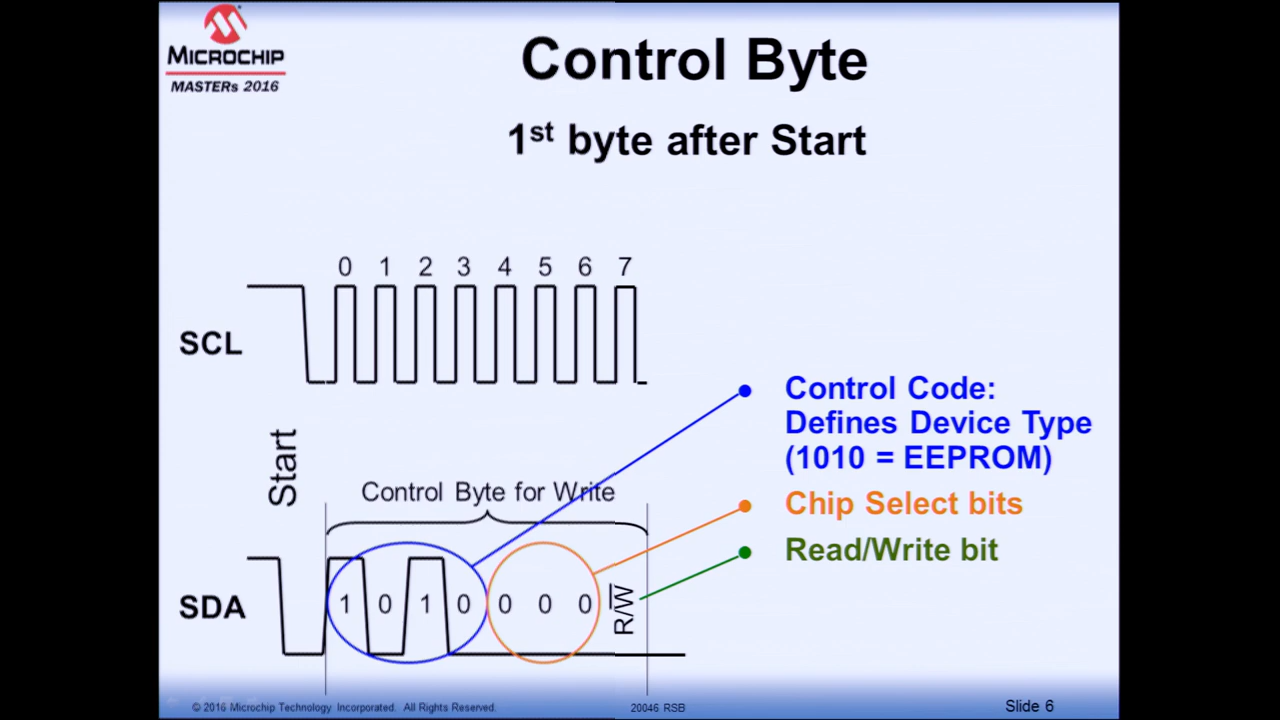 MICROCHIP
MASTERs 2016
Control Byte
1st byte after Start
0 1 2 3 4 5 6 7
SCL
Control Code:
Defines Device Type
(1010 = EEPROM)
Start
Control Byte for Write
Chip Select bits
Read/Write bit
SDA
1 0 1 0 0 0 0 R/W
© 2016 Microchip Technology Incorporated. All Rights Reserved.
20046 RSB
Slide 6